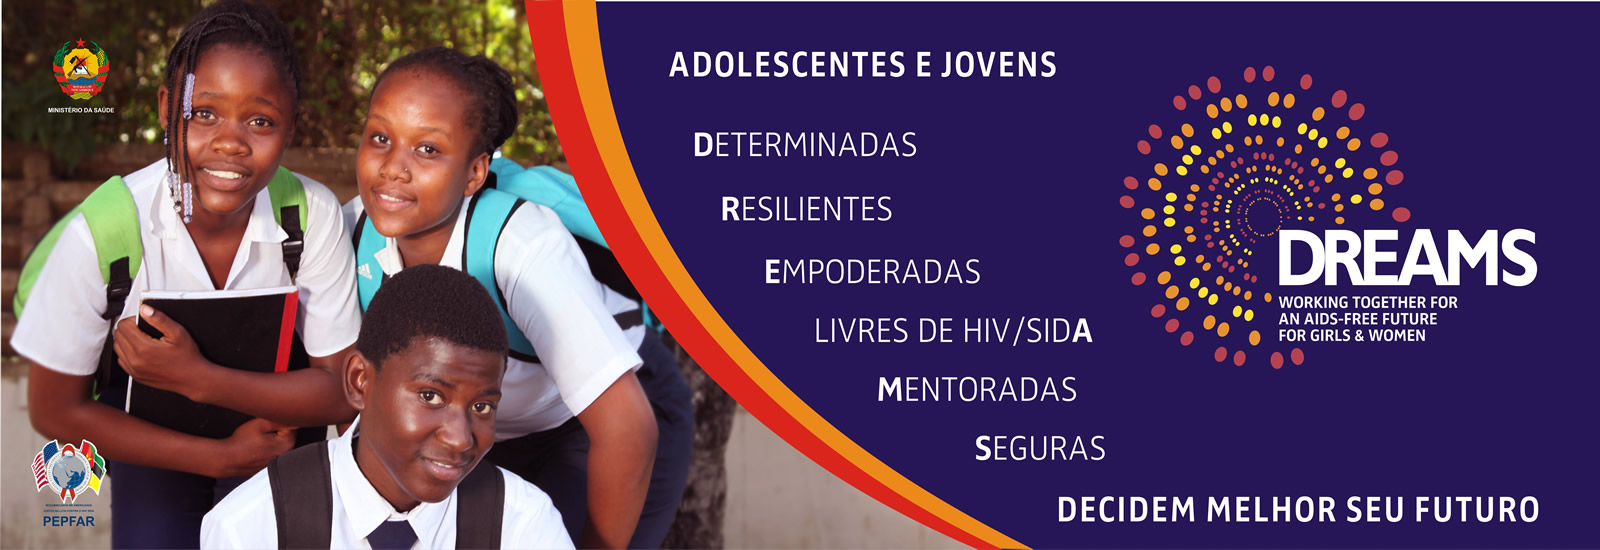 MINISTÉRIO DA SAÚDE
PEPFAR
ADOLESCENTES E JOVENS
DETERMINADAS
RESILIENTES
EMPODERADAS
LIVRES DE HIV/SIDA
MENTORADAS
SEGURAS
DECIDEM MELHOR SEU FUTURO
DREAMS
WORKING TOGETHER FOR
AN AIDS-FREE FUTURE
FOR GIRLS & WOMEN